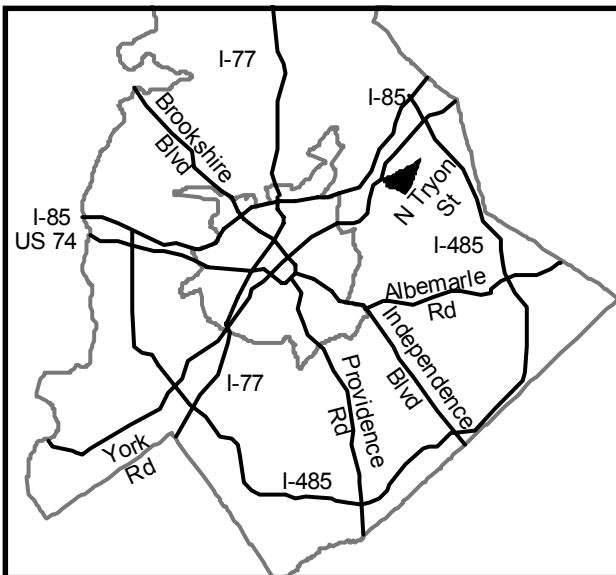 I-77
I-85
Brookshire
Blvd
N Tryon
St
I-85
US 74
I-485
Albemarle
Rd
Independence
Blvd
Providence
Rd
I-77
York
Rd
I-485